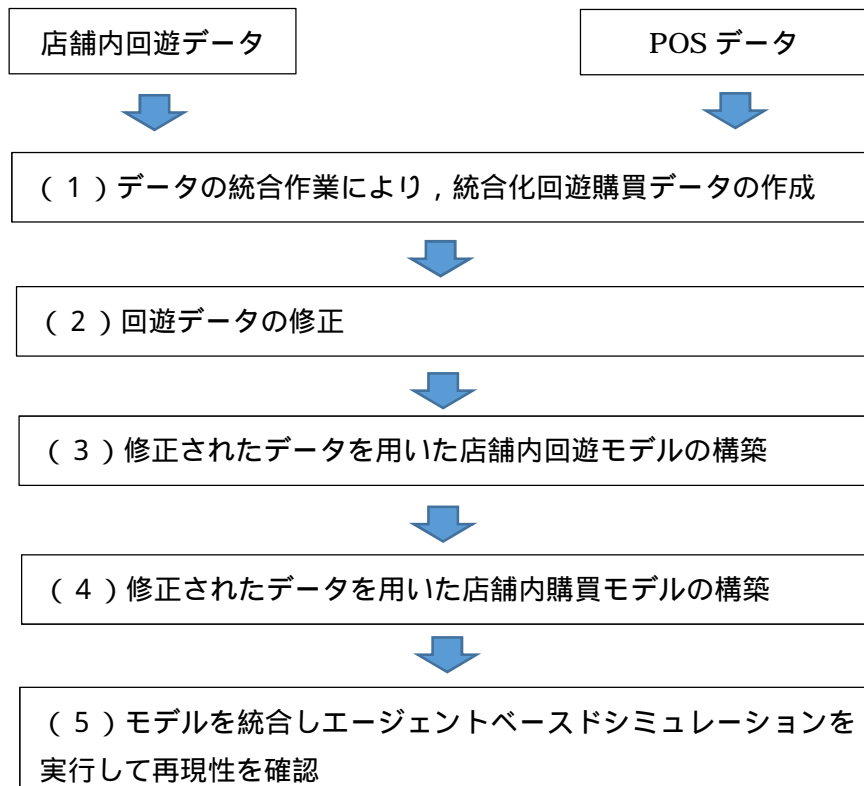 店舗内回遊データ
POS データ
（１）データの統合作業により，統合化回遊購買データの作成
（２）回遊データの修正
（３）修正されたデータを用いた店舗内回遊モデルの構築
（４）修正されたデータを用いた店舗内購買モデルの構築
（５）モデルを統合しエージェントベースドシミュレーションを
実行して再現性を確認